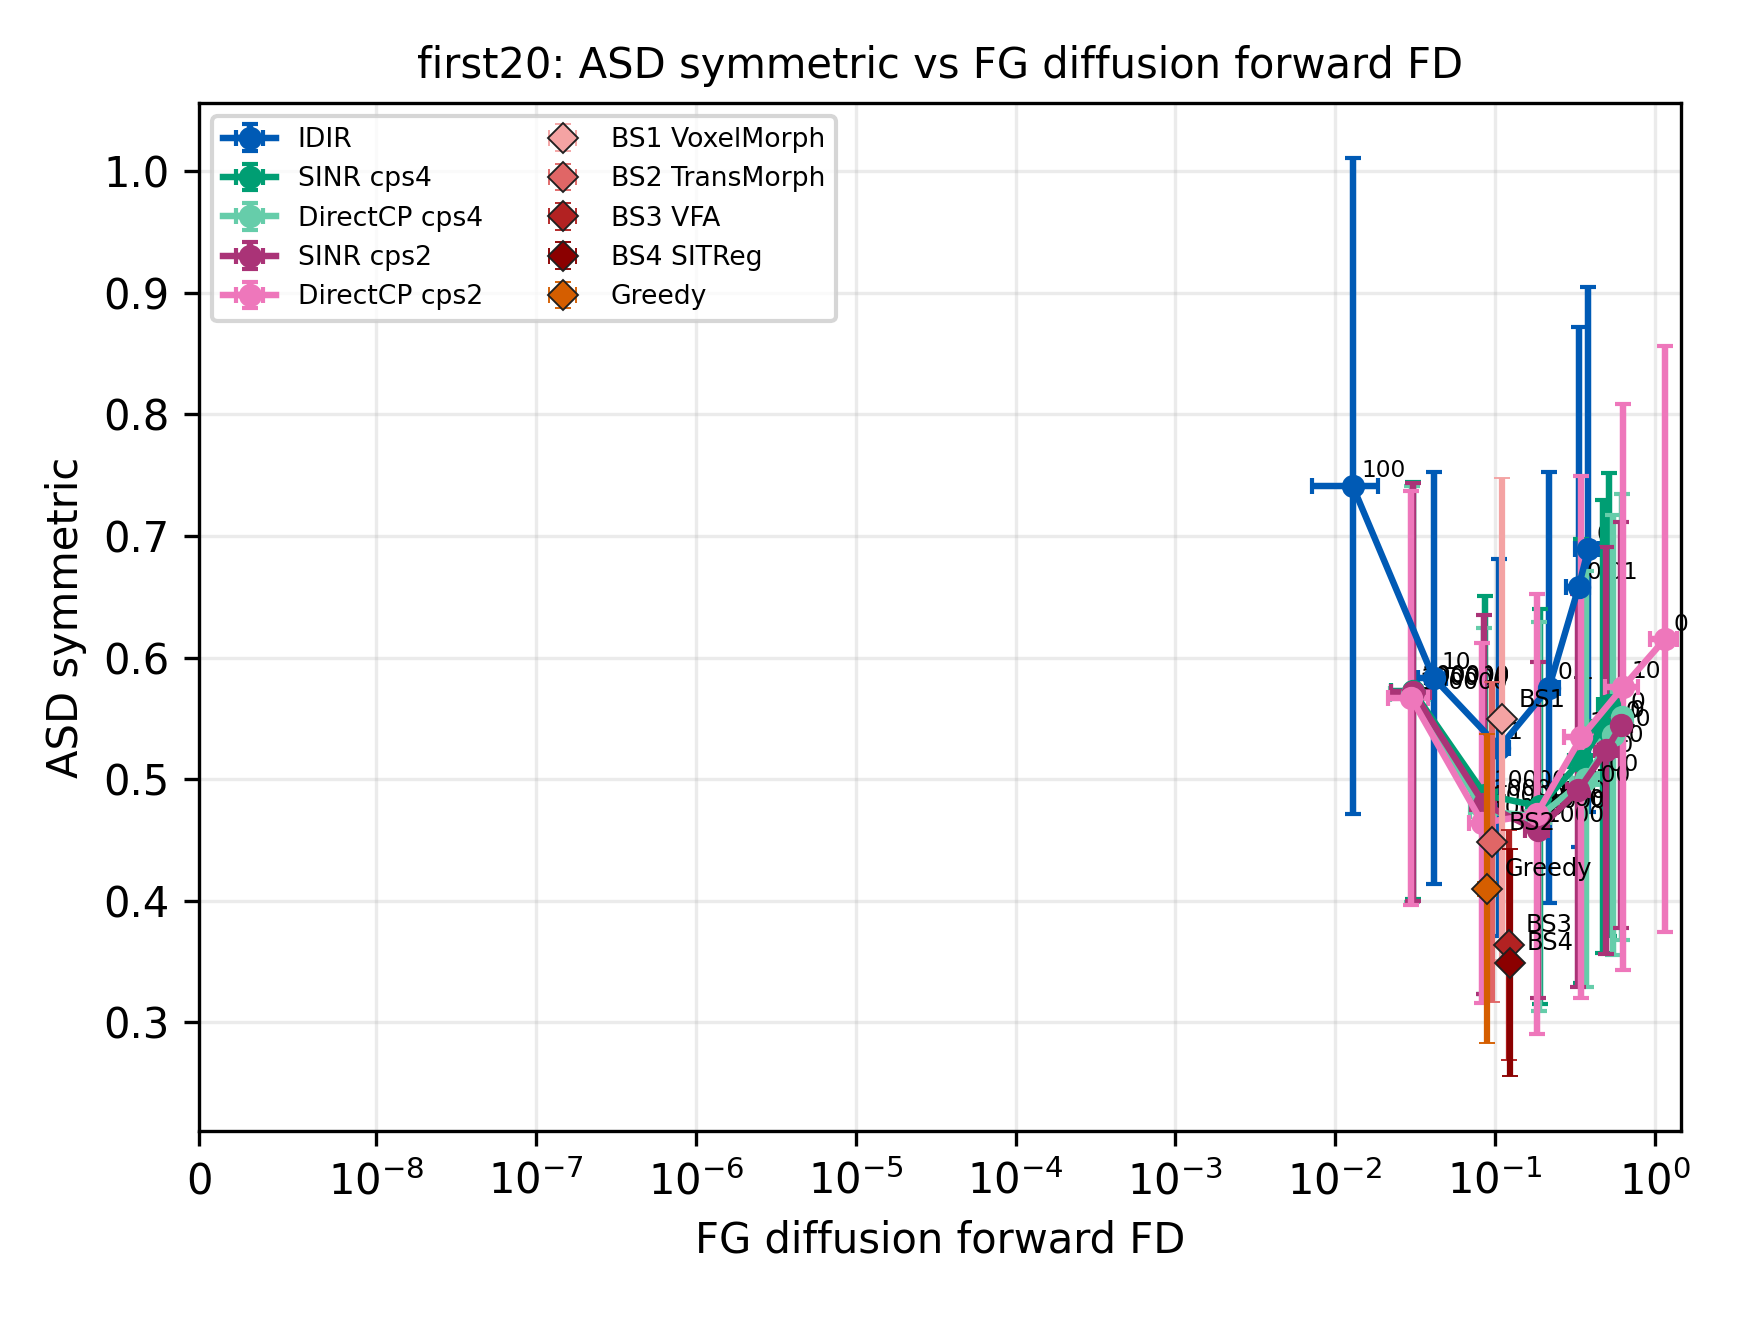 first20: ASD symmetric vs FG diffusion forward FD
IDIR
SINR cps4
DirectCP cps4
SINR cps2
DirectCP cps2
BS1 VoxelMorph
BS2 TransMorph
BS3 VFA
BS4 SITReg
Greedy
ASD symmetric
1.0
0.9
0.8
0.7
0.6
0.5
0.4
0.3
100
10
0
10
BS1
1
BS2
1000
Greedy
BS3
BS4
0
10⁻⁸
10⁻⁷
10⁻⁶
10⁻⁵
10⁻⁴
10⁻³
10⁻²
10⁻¹
10⁰
FG diffusion forward FD